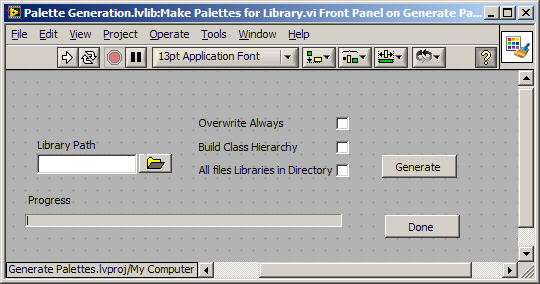 Palette Generation.lvlib:Make Palettes for Library.vi Front Panel on Generate Pa...
File Edit View Project Operate Tools Window Help
13pt Application Font
?
Overwrite Always
Library Path
Build Class Hierarchy
All files Libraries in Directory
Generate
Progress
Done
Generate Palettes.lvproj/My Computer